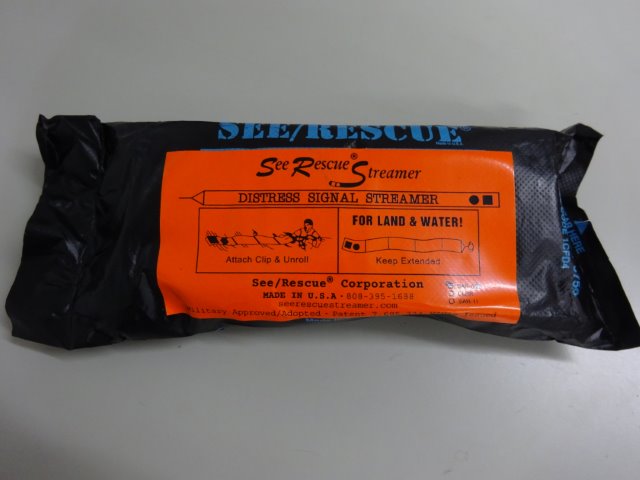 SEE/RESCUE®
See Rescue® Streamer
DISTRESS SIGNAL STREAMER
Attach Clip & Unroll
FOR LAND & WATER!
Keep Extended
See/Rescue® Corporation
MADE IN U.S.A · 808-395-1688
seerescuestreamer.com
Military Approved/Adopted · Patent